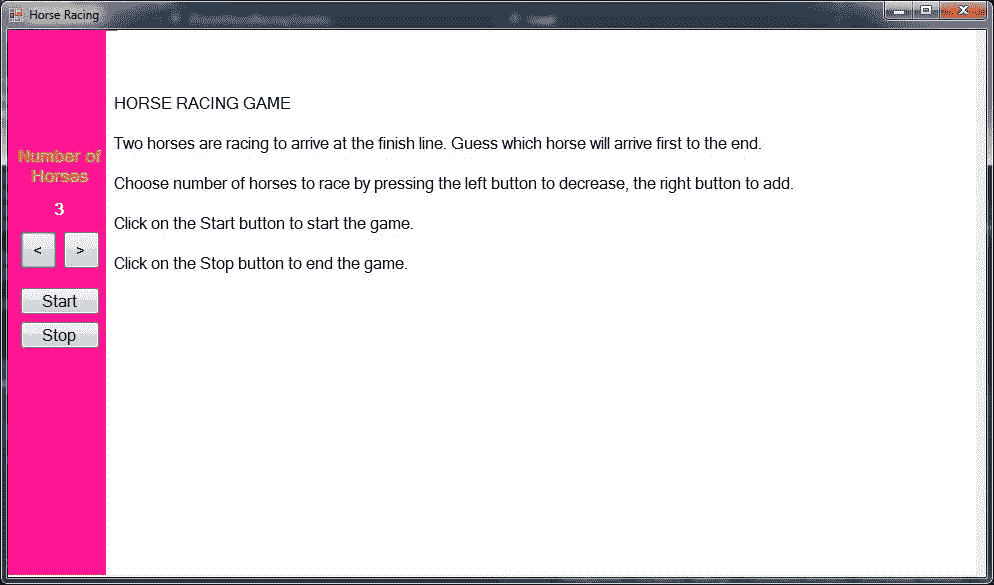 Horse Racing
HORSE RACING GAME
Two horses are racing to arrive at the finish line. Guess which horse will arrive first to the end.
Choose number of horses to race by pressing the left button to decrease, the right button to add.
Click on the Start button to start the game.
Click on the Stop button to end the game.
Number of
Horses
3
< >
Start
Stop